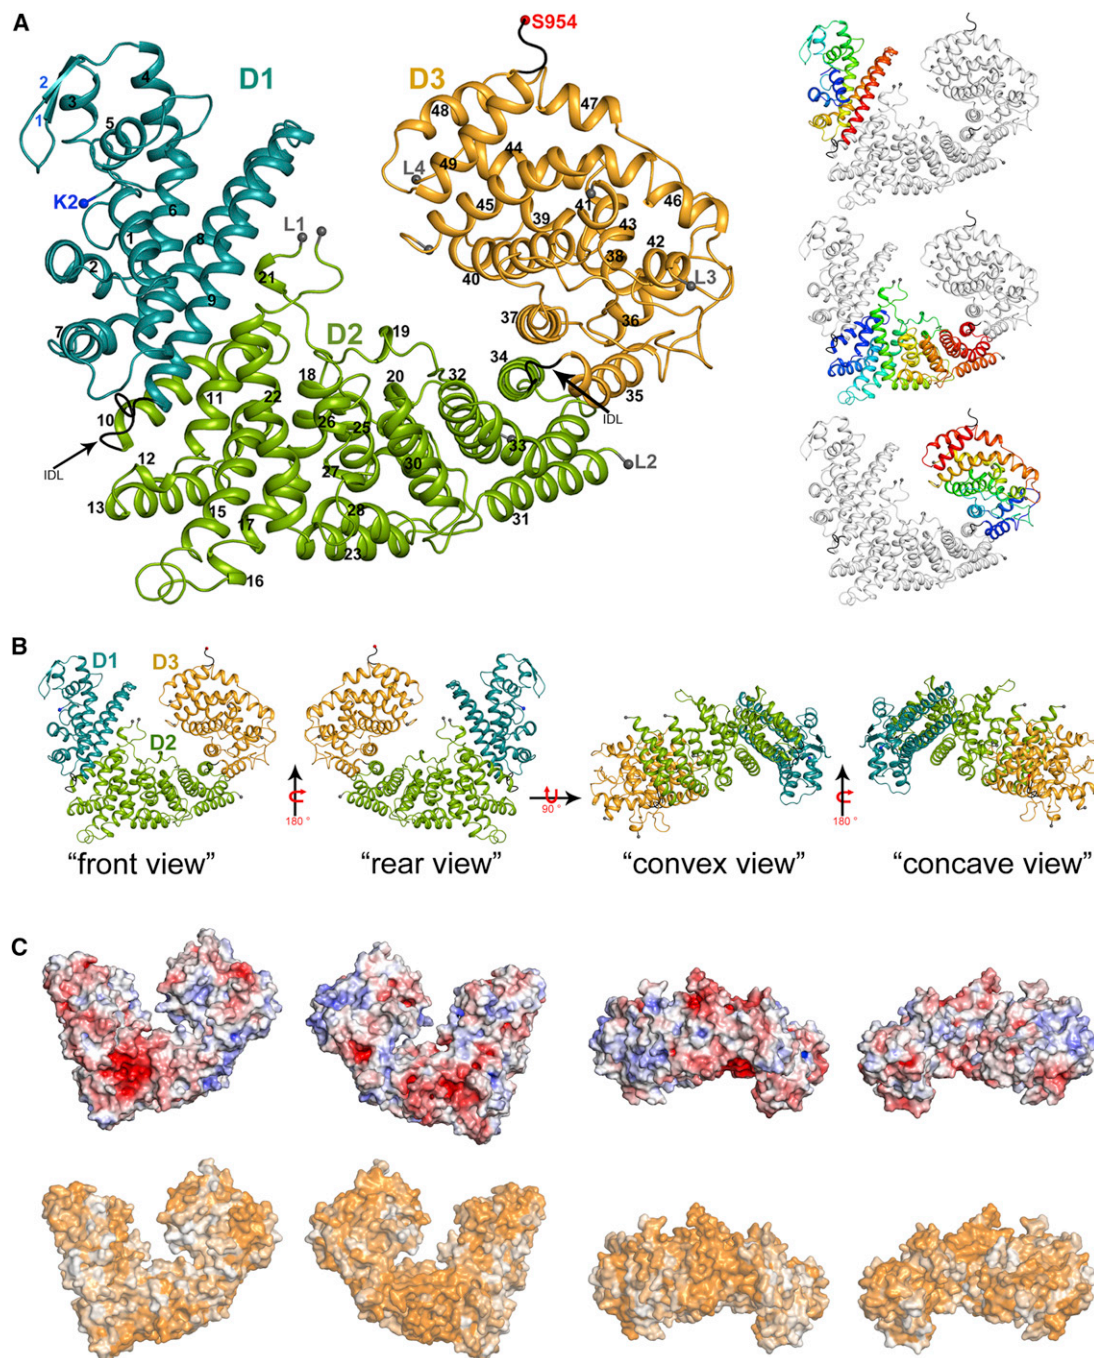 A
S954
D1
D3
2
4
3
1
5
48
47
49
44
L4
41
K2
6
45
39
46
1
8
L1
43
42
38
2
21
40
L3
9
37
36
7
D2
19
34
18
20
32
35
10
11
22
IDL
26
25
33
IDL
12
30
L2
27
13
15
28
31
17
23
16
B
D1
D3
D2
180 °
90 °
180 °
“front view”
“rear view”
“convex view”
“concave view”
C